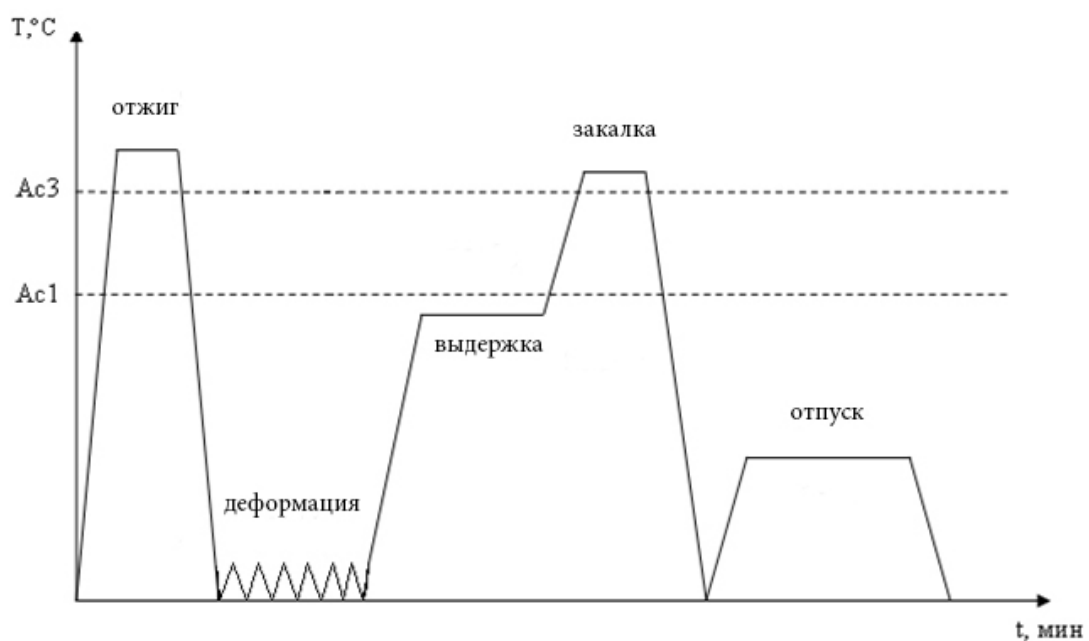 T,°C
отжиг
закалка
Ac3
Ac1
выдержка
отпуск
деформация
t, мин